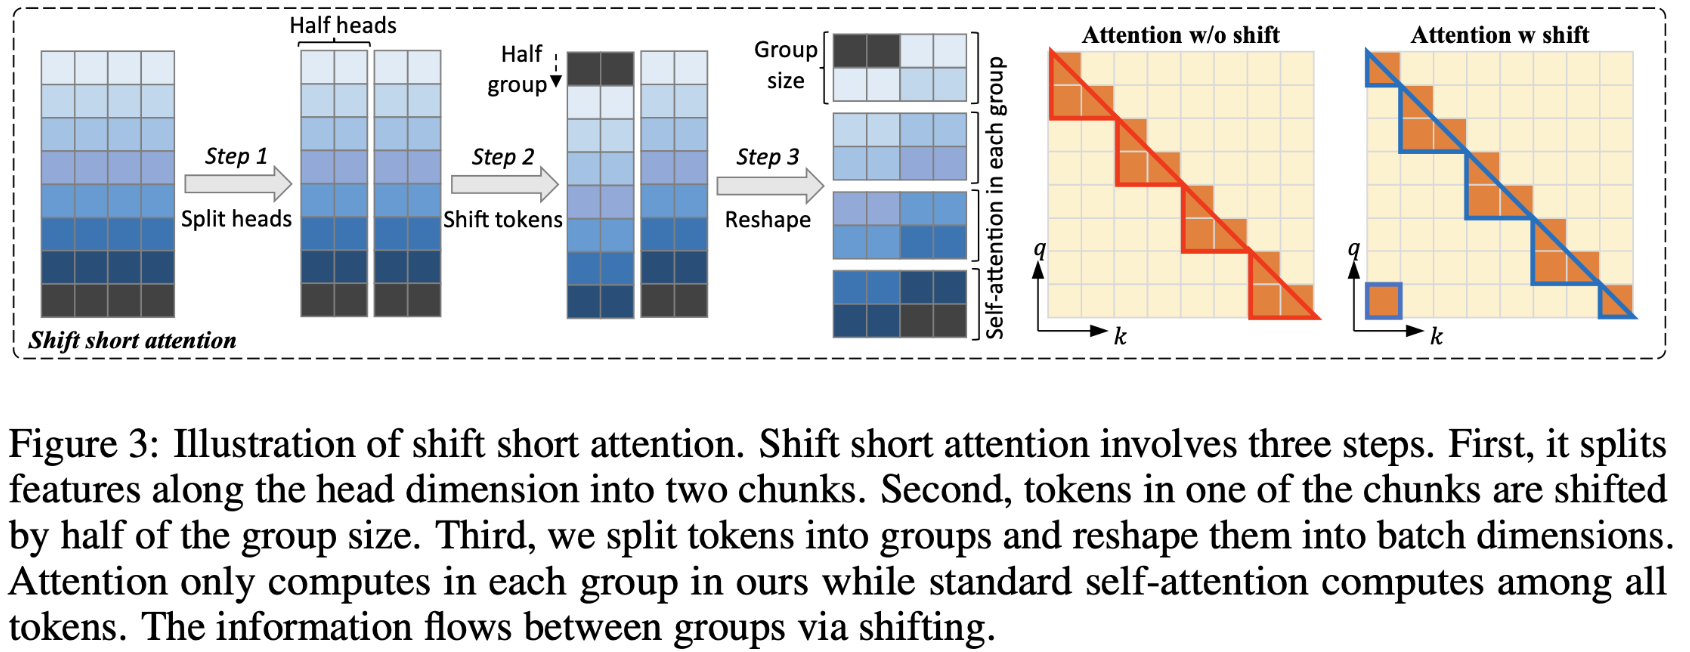 Half heads
Step 1
Split heads
Half
group
Step 2
Shift tokens
Step 3
Reshape
Group
size
Self-attention in each group
Attention w/o shift
q
k
Attention w shift
q
k
Shift short attention
Figure 3: Illustration of shift short attention. Shift short attention involves three steps. First, it splits
features along the head dimension into two chunks. Second, tokens in one of the chunks are shifted
by half of the group size. Third, we split tokens into groups and reshape them into batch dimensions.
Attention only computes in each group in ours while standard self-attention computes among all
tokens. The information flows between groups via shifting.